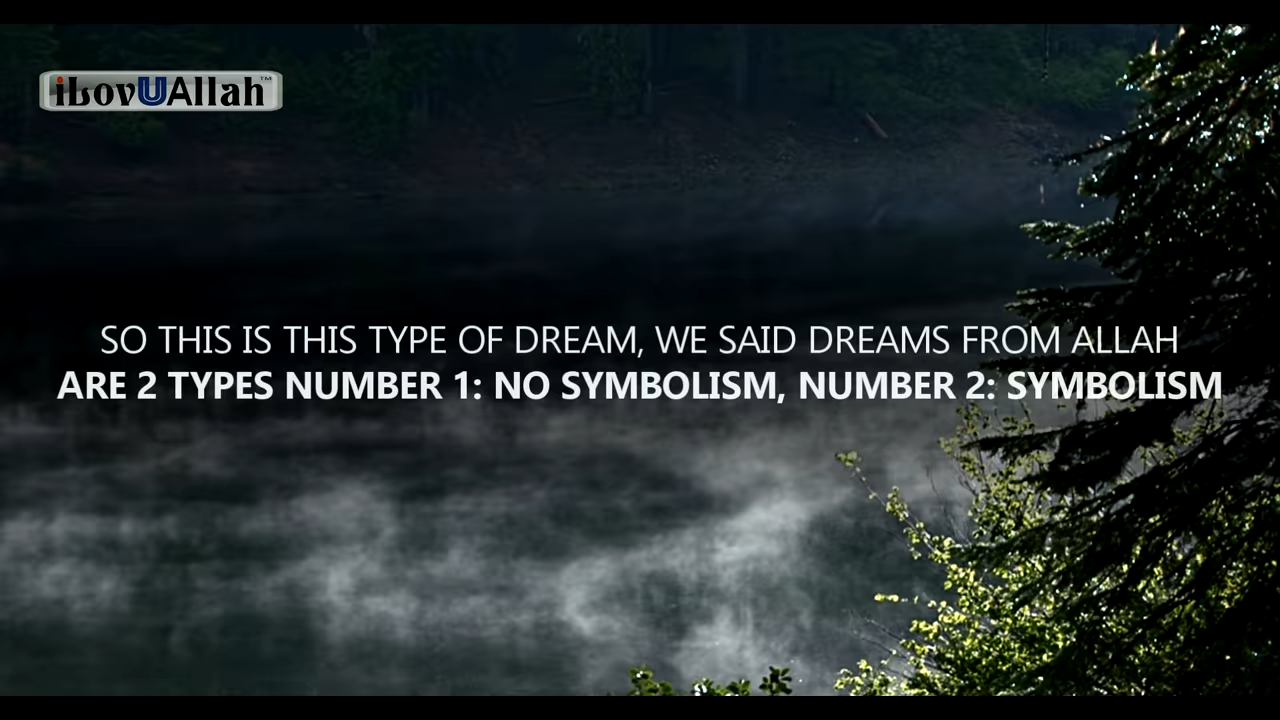 iLovUAllah™
SO THIS IS THIS TYPE OF DREAM, WE SAID DREAMS FROM ALLAH
ARE 2 TYPES NUMBER 1: NO SYMBOLISM, NUMBER 2: SYMBOLISM